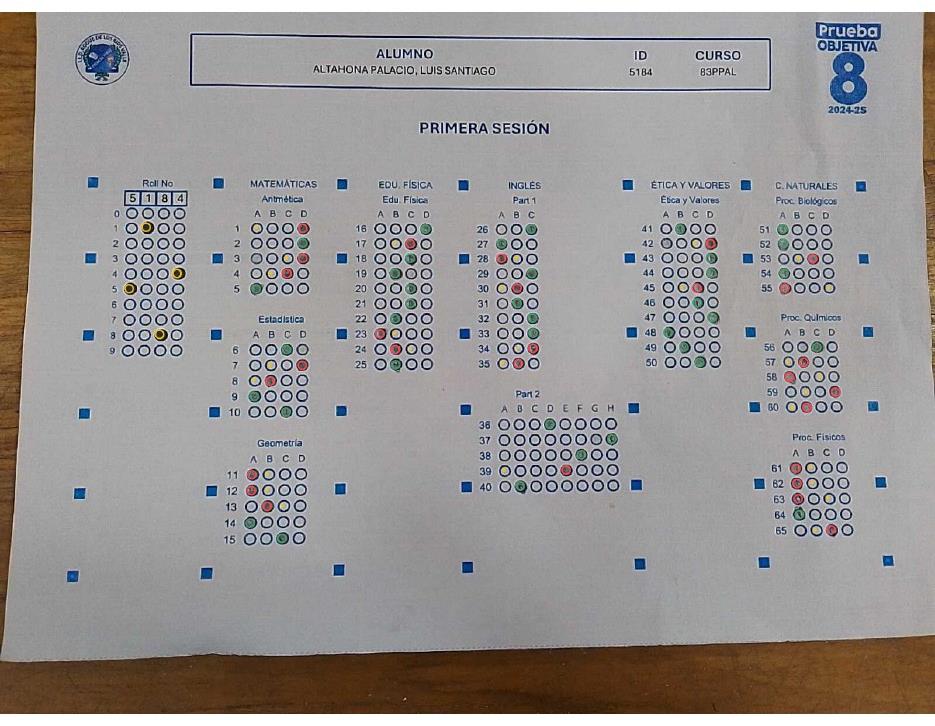 ALUMNO ID CURSO
ALTAHONA PALACIO, LUIS SANTIAGO 5184 83PPAL
Prueba
OBJETIVA
8
2024-2S
PRIMERA SESIÓN
Roll No
5 1 8 4
0
1
2
3
4
5
6
7
8
9
MATEMÁTICAS
Aritmética
A B C D
1
2
3
4
5
Estadística
A B C D
6
7
8
9
10
Geometría
A B C D
11
12
13
14
15
EDU. FÍSICA
Edu. Física
A B C D
16
17
18
19
20
21
22
23
24
25
INGLÉS
Part 1
A B C
26
27
28
29
30
31
32
33
34
35
Part 2
A B C D E F G H
36
37
38
39
40
ÉTICA Y VALORES
Ética y Valores
A B C D
41
42
43
44
45
46
47
48
49
50
C. NATURALES
Proc. Biológicos
A B C D
51
52
53
54
55
Proc. Químicos
A B C D
56
57
58
59
60
Proc. Físicos
A B C D
61
62
63
64
65